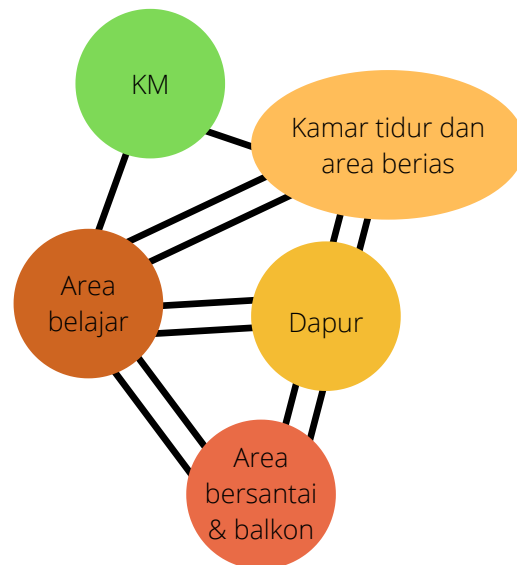 KM
Kamar tidur dan
area berias
Area
belajar
Dapur
Area
bersantai
& balkon